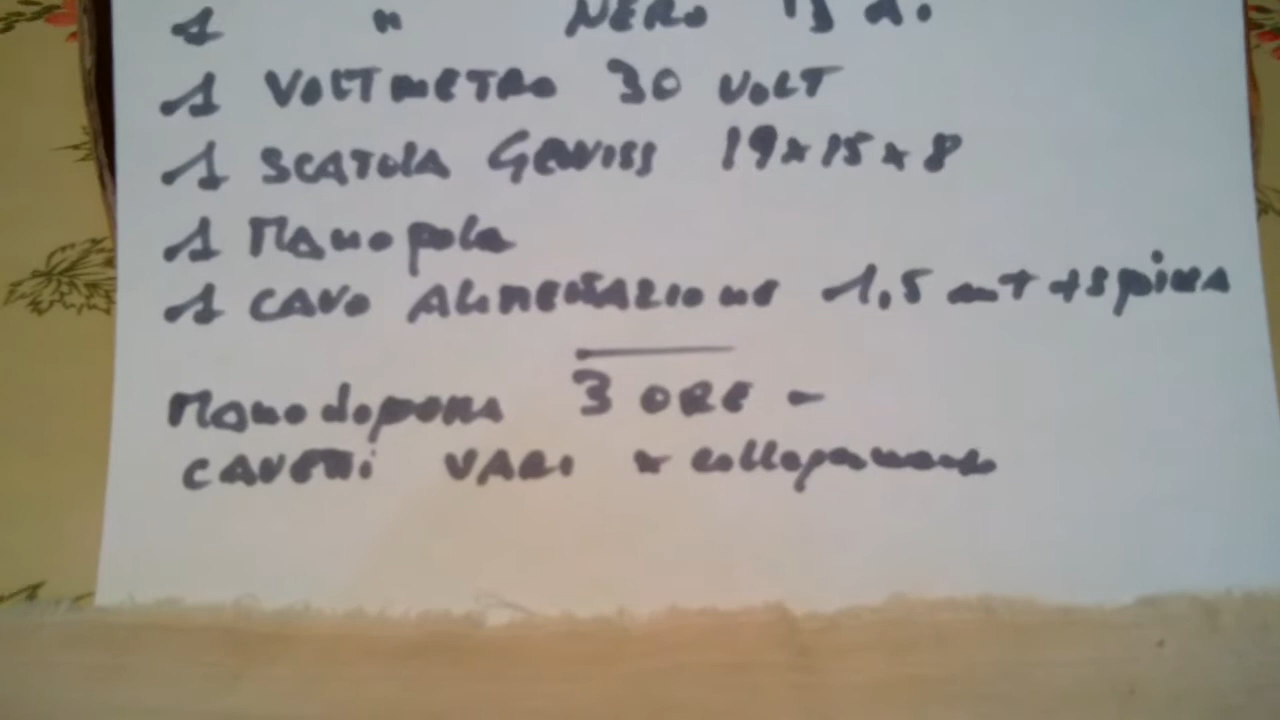 1 " NERO 13 A.
1 VOLTMETRO 30 VOLT
1 SCATOLA GEWISS 19x15x8
1 Manopola
1 CAVO ALIMENTAZIONE 1,5 mt + spina
Manodopera 3 ORE -
CAVETTI VARI x collegamento